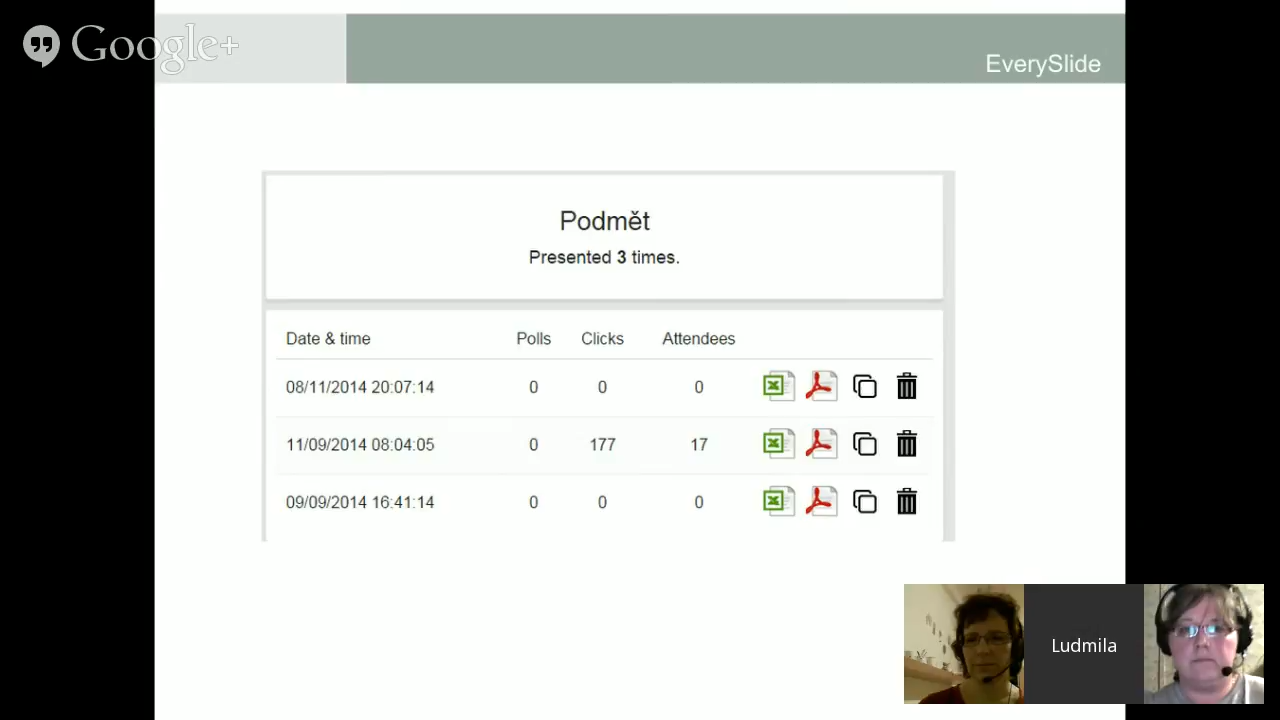 Google+
EverySlide
Podmět
Presented 3 times.
Date & time Polls Clicks Attendees
08/11/2014 20:07:14 0 0 0
11/09/2014 08:04:05 0 177 17
09/09/2014 16:41:14 0 0 0
Ludmila